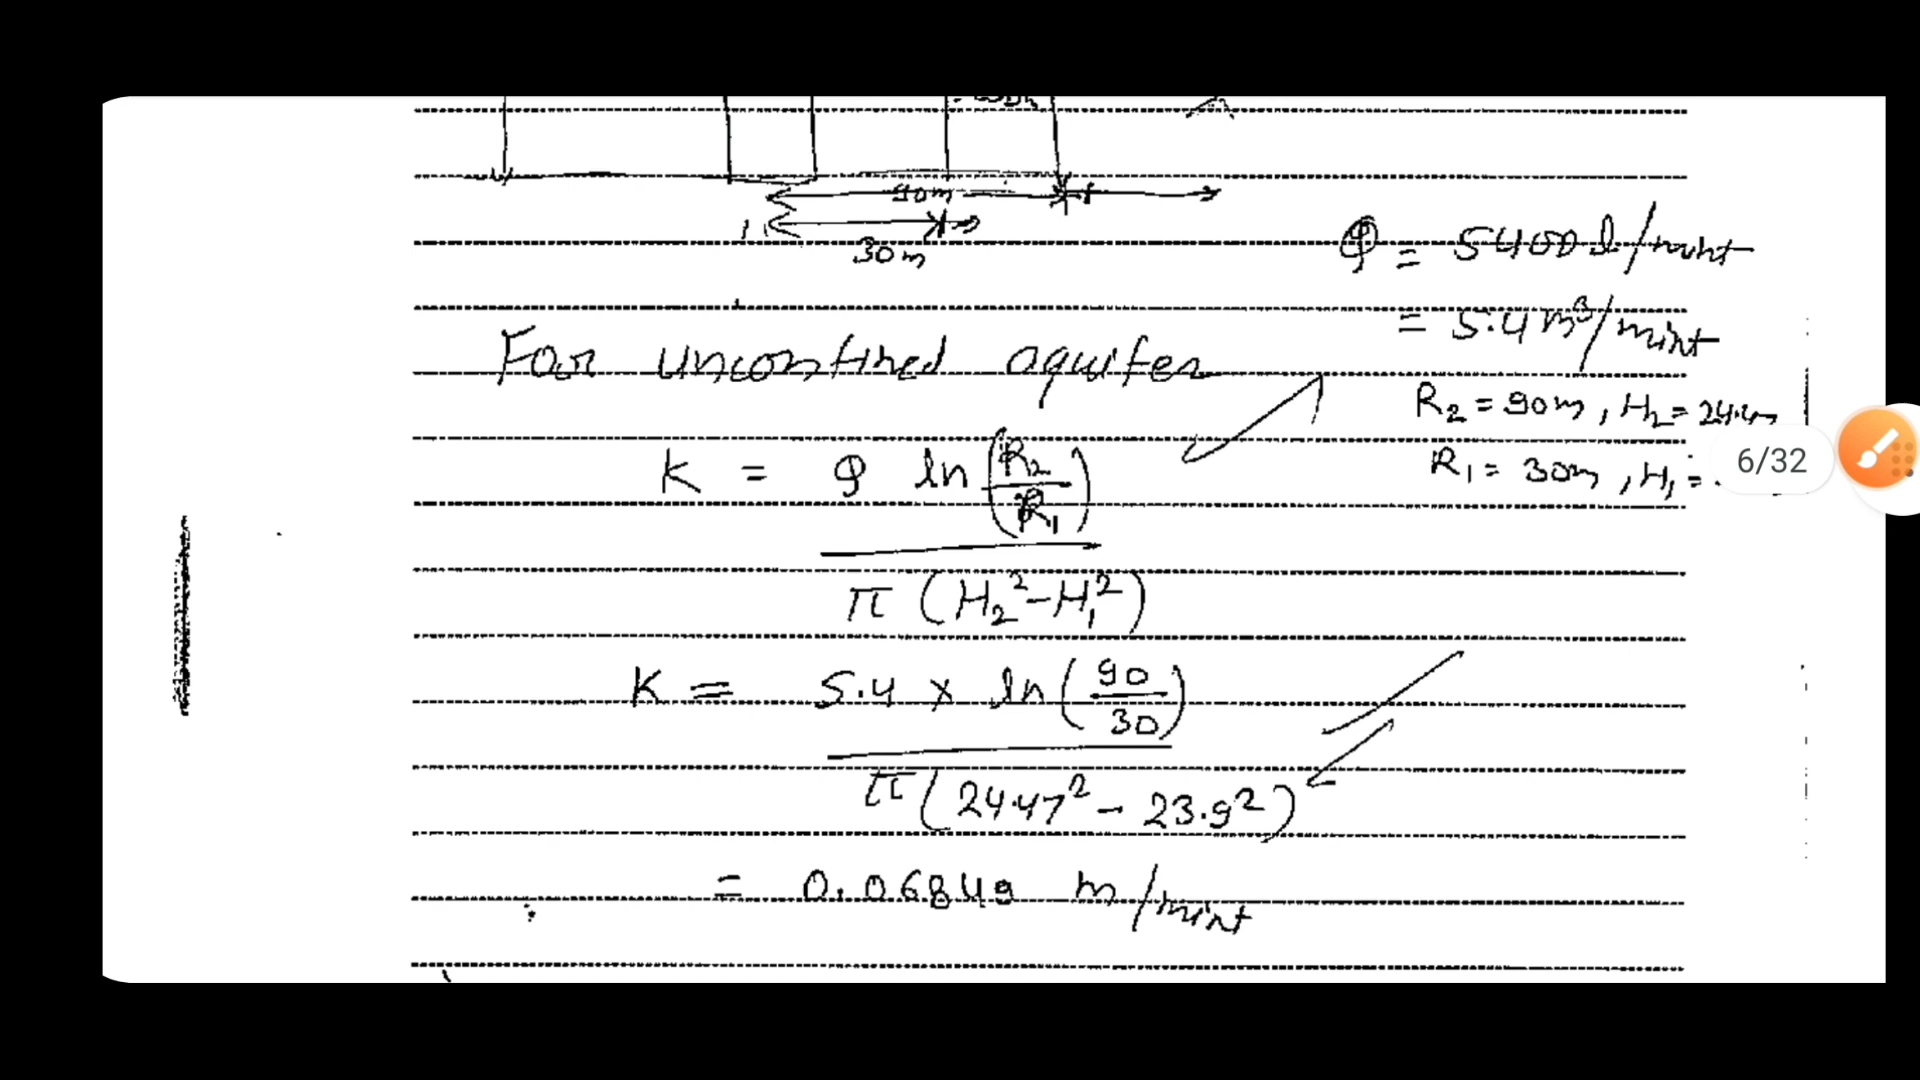 90m
30m
Q = 5400 l/mint
= 5.4 m³/mint
For unconfined aquifer
R₂ = 90m, H₂ = 24.4
R₁ = 30m, H₁ =
6/32
K = Q ln(R₂/R₁)
π (H₂² - H₁²)
K = 5.4 x ln(90/30)
π(24.47² - 23.9²)
= 0.06849 m/mint